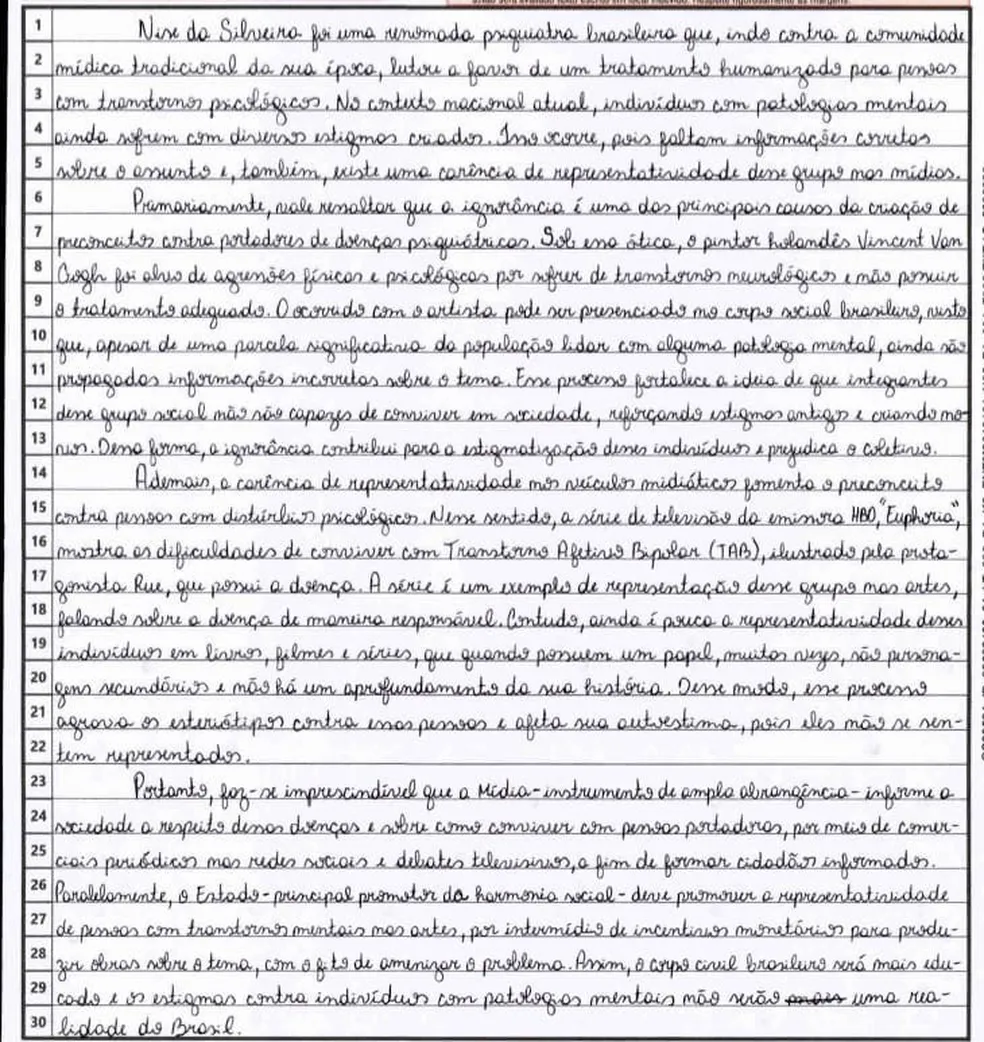 1 Nise da Silveira foi uma renomada psiquiatra brasileira que, indo contra a comunidade
2 médica tradicional da sua época, lutou a favor de um tratamento humanizado para pessoas
3 com transtornos psicológicos. No contexto nacional atual, indivíduos com patologias mentais
4 ainda sofrem com diversos estigmas criados. Isso ocorre, pois faltam informações corretas
5 sobre o assunto e, também, existe uma carência de representatividade desse grupo nas mídias.
6 Primariamente, vale ressaltar que a ignorância é uma das principais causas da criação de
7 preconceitos contra portadores de doenças psiquiátricas. Sob essa ótica, o pintor holandês Vincent Van
8 Gogh foi alvo de agressões físicas e psicológicas por sofrer de transtornos neurológicos e não possuir
9 o tratamento adequado. O ocorrido com o artista pode ser presenciado no corpo social brasileiro, visto
10 que, apesar de uma parcela significativa da população lidar com alguma patologia mental, ainda são
11 propagadas informações incorretas sobre o tema. Esse processo fortalece a ideia de que integrantes
12 desse grupo social não são capazes de conviver em sociedade, reforçando estigmas antigos e criando no-
13 vos. Dessa forma, a ignorância contribui para a estigmatização desses indivíduos e prejudica o coletivo.
14 Ademais, a carência de representatividade nos veículos midiáticos fomenta o preconceito
15 contra pessoas com distúrbios psicológicos. Nesse sentido, a série de televisão da emissora HBO, "Euphoria",
16 mostra as dificuldades de conviver com Transtorno Afetivo Bipolar (TAB), ilustrado pela prota-
17 gonista Rue, que possui a doença. A série é um exemplo de representação desse grupo nas artes,
18 falando sobre a doença de maneira responsável. Contudo, ainda é pouca a representatividade desses
19 indivíduos em livros, filmes e séries, que quando possuem um papel, muitas vezes, são persona-
20 gens secundários e não há um aprofundamento da sua história. Desse modo, esse processo
21 agrava os esteriótipos contra essas pessoas e afeta sua autoestima, pois eles não se sen-
22 tem representados.
23 Portanto, faz-se imprescindível que a Mídia - instrumento de ampla abrangência - informe a
24 sociedade a respeito dessas doenças e sobre como conviver com pessoas portadoras, por meio de comer-
25 ciais periódicos nas redes sociais e debates televisivos, a fim de formar cidadãos informados.
26 Paralelamente, o Estado - principal promotor da harmonia social - deve promover a representatividade
27 de pessoas com transtornos mentais nas artes, por intermédio de incentivos monetários para produ-
28 zir obras sobre o tema, com o fito de amenizar o problema. Assim, o corpo civil brasileiro será mais edu-
29 cado e os estigmas contra indivíduos com patologias mentais não serão mais uma rea-
30 lidade do Brasil.